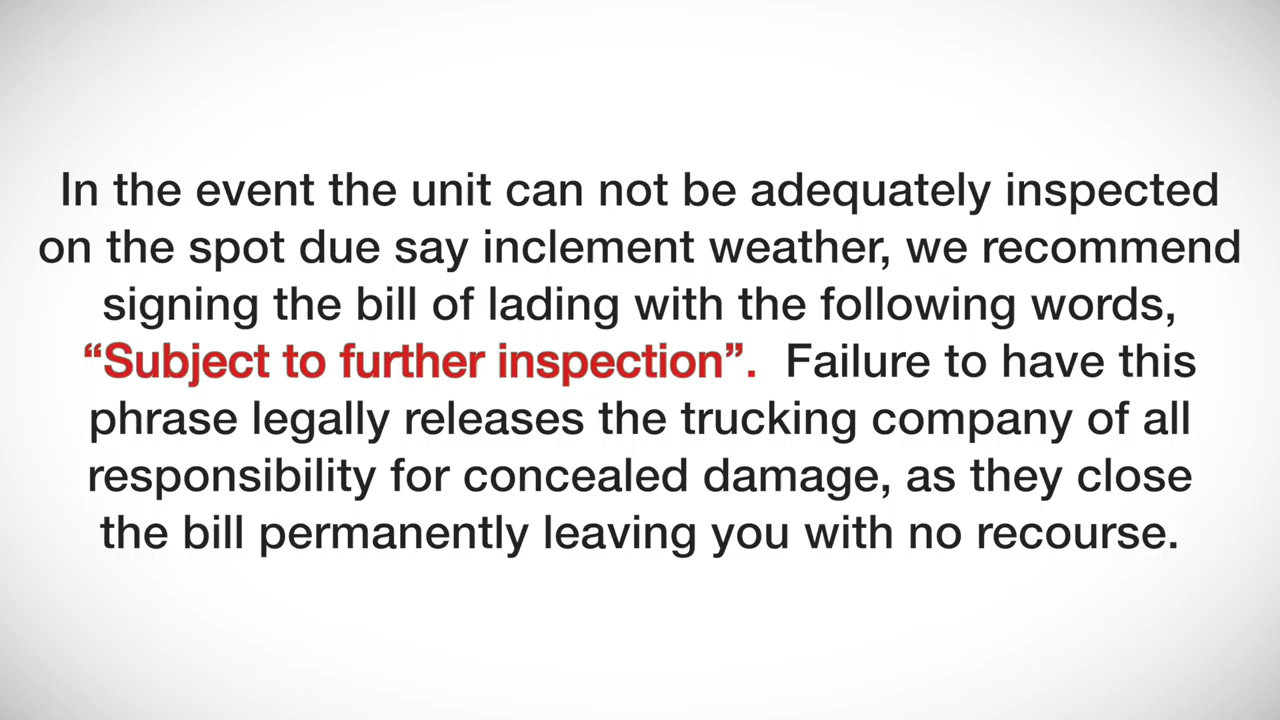 In the event the unit can not be adequately inspected
on the spot due say inclement weather, we recommend
signing the bill of lading with the following words,
“Subject to further inspection”. Failure to have this
phrase legally releases the trucking company of all
responsibility for concealed damage, as they close
the bill permanently leaving you with no recourse.